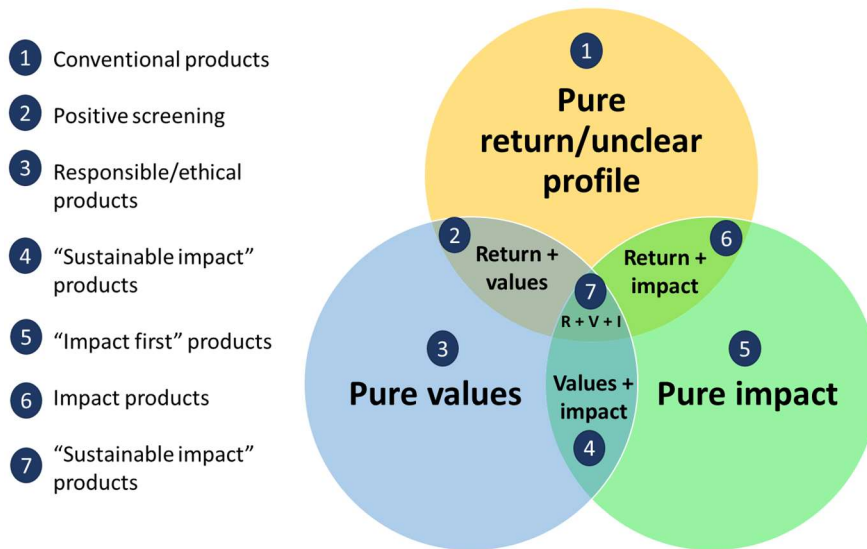 1 Conventional products
2 Positive screening
3 Responsible/ethical
products
4 “Sustainable impact”
products
5 “Impact first” products
6 Impact products
7 “Sustainable impact”
products
1
Pure
return/unclear
profile
2
Return +
values
6
Return +
impact
7
R + V + I
3
Pure values
5
Pure impact
Values +
impact
4